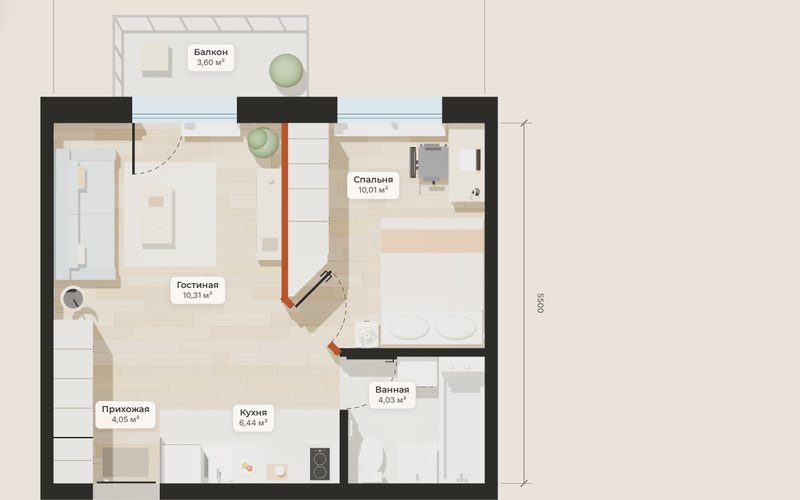 Балкон
3,60 м²
Спальня
10,01 м²
Гостиная
10,31 м²
5500
Ванная
4,03 м²
Прихожая
4,05 м²
Кухня
6,44 м²